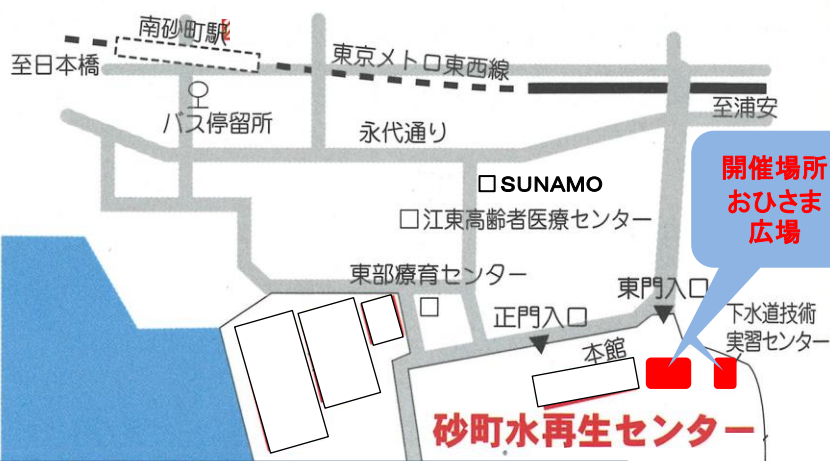 南砂町駅
至日本橋
東京メトロ東西線
至浦安
バス停留所
永代通り
開催場所
おひさま
広場
SUNAMO
江東高齢者医療センター
東部療育センター
東門入口
正門入口
下水道技術
実習センター
本館
砂町水再生センター